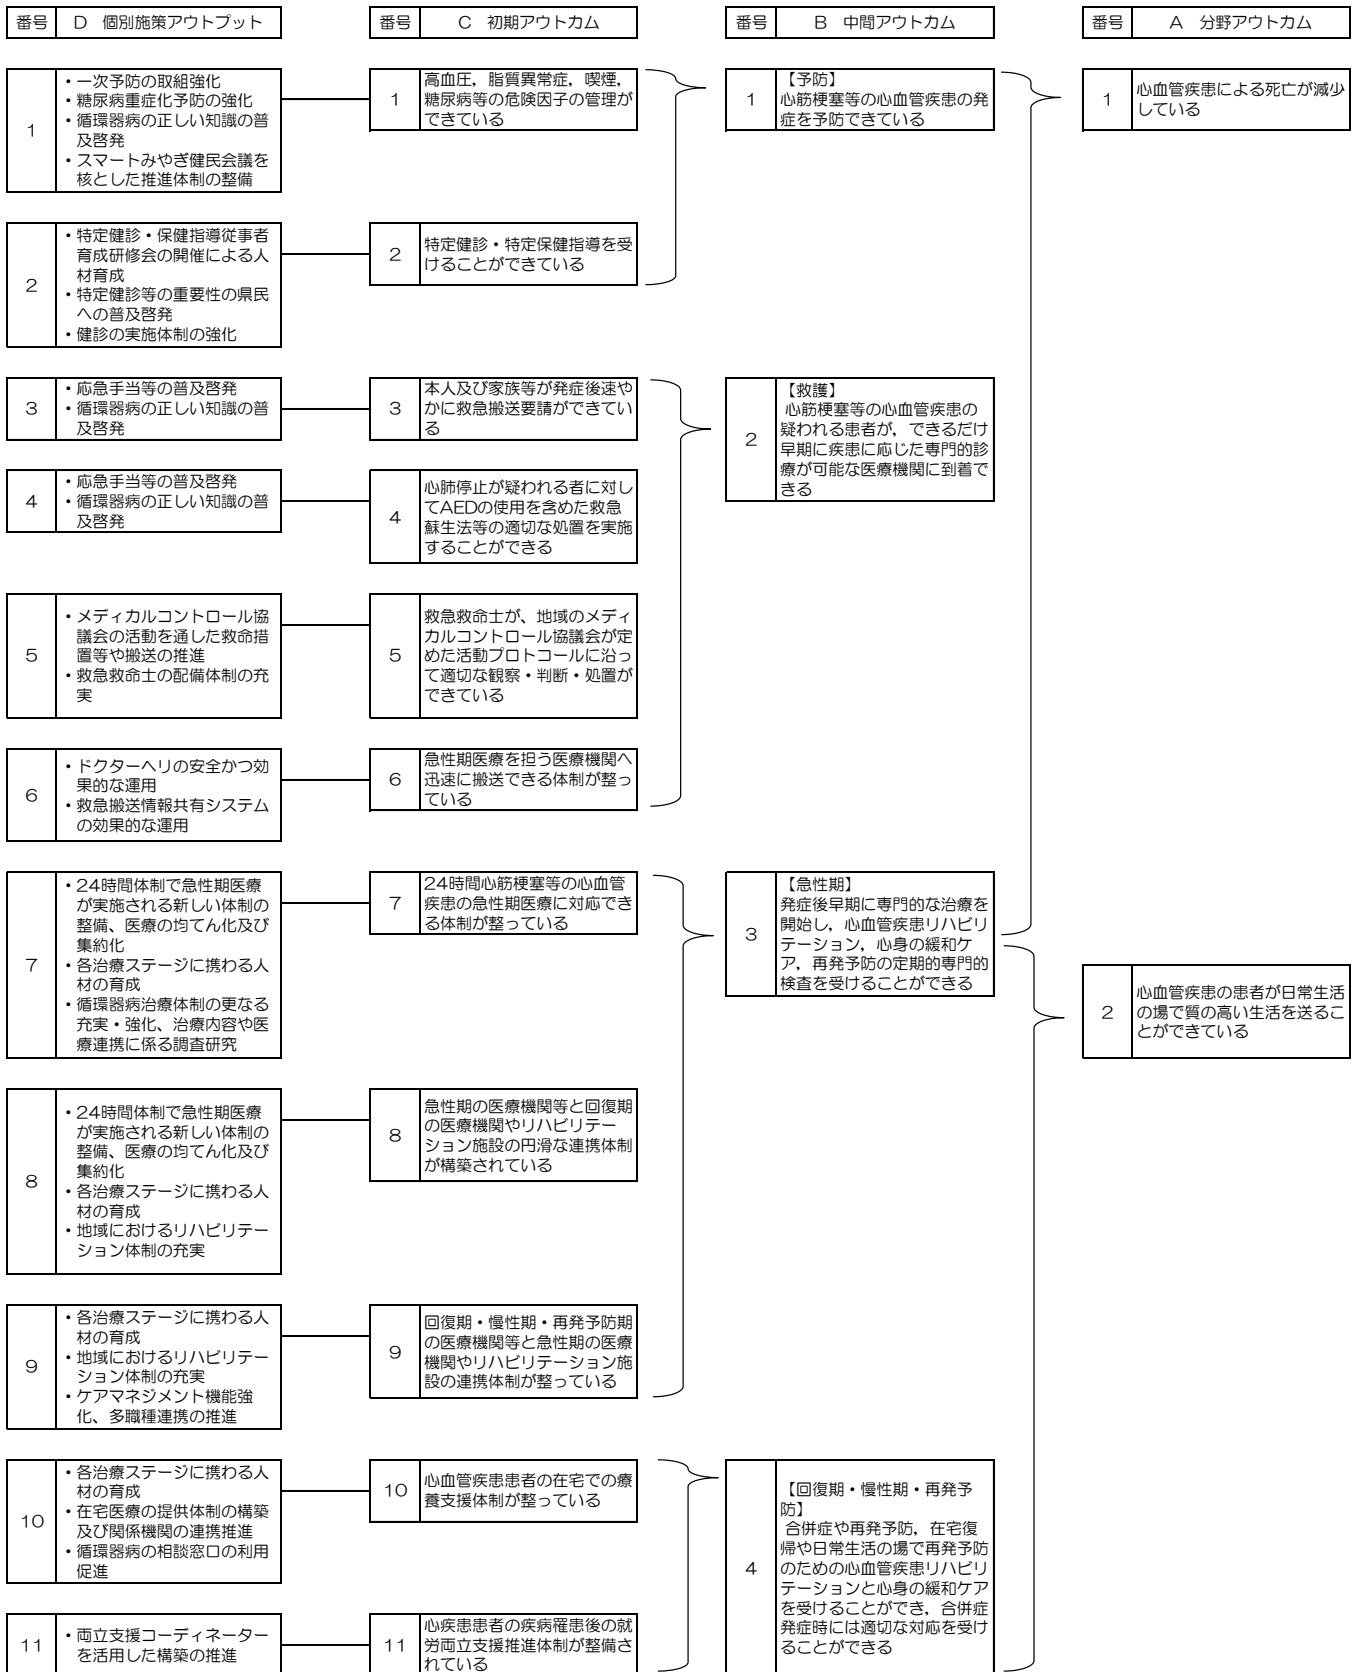 番号 D 個別施策アウトプット
番号 C 初期アウトカム
番号 B 中間アウトカム
番号 A 分野アウトカム
1
・一次予防の取組強化
・糖尿病重症化予防の強化
・循環器病の正しい知識の普
及啓発
・スマートみやぎ健民会議を
核とした推進体制の整備
1
高血圧，脂質異常症，喫煙，
糖尿病等の危険因子の管理が
できている
1
【予防】
心筋梗塞等の心血管疾患の発
症を予防できている
1
心血管疾患による死亡が減少
している
2
・特定健診・保健指導従事者
育成研修会の開催による人
材育成
・特定健診等の重要性の県民
への普及啓発
・健診の実施体制の強化
2
特定健診・特定保健指導を受
けることができている
3
・応急手当等の普及啓発
・循環器病の正しい知識の普
及啓発
3
本人及び家族等が発症後速や
かに救急搬送要請ができてい
る
2
【救護】
心筋梗塞等の心血管疾患の
疑われる患者が，できるだけ
早期に疾患に応じた専門的診
療が可能な医療機関に到着で
きる
4
・応急手当等の普及啓発
・循環器病の正しい知識の普
及啓発
4
心肺停止が疑われる者に対し
てAEDの使用を含めた救急
蘇生法等の適切な処置を実施
することができる
5
・メディカルコントロール協
議会の活動を通した救命措
置等や搬送の推進
・救急救命士の配備体制の充
実
5
救急救命士が、地域のメディ
カルコントロール協議会が定
めた活動プロトコールに沿っ
て適切な観察・判断・処置が
できている
6
・ドクターヘリの安全かつ効
果的な運用
・救急搬送情報共有システム
の効果的な運用
6
急性期医療を担う医療機関へ
迅速に搬送できる体制が整っ
ている
7
・24時間体制で急性期医療
が実施される新しい体制の
整備、医療の均てん化及び
集約化
・各治療ステージに携わる人
材の育成
・循環器病治療体制の更なる
充実・強化、治療内容や医
療連携に係る調査研究
7
24時間心筋梗塞等の心血管
疾患の急性期医療に対応でき
る体制が整っている
3
【急性期】
発症後早期に専門的な治療を
開始し，心血管疾患リハビリ
テーション，心身の緩和ケ
ア，再発予防の定期的専門的
検査を受けることができる
2
心血管疾患の患者が日常生活
の場で質の高い生活を送るこ
とができている
8
・24時間体制で急性期医療
が実施される新しい体制の
整備、医療の均てん化及び
集約化
・各治療ステージに携わる人
材の育成
・地域におけるリハビリテー
ション体制の充実
8
急性期の医療機関等と回復期
の医療機関やリハビリテー
ション施設の円滑な連携体制
が構築されている
9
・各治療ステージに携わる人
材の育成
・地域におけるリハビリテー
ション体制の充実
・ケアマネジメント機能強
化、多職種連携の推進
9
回復期・慢性期・再発予防期
の医療機関等と急性期の医療
機関やリハビリテーション施
設の連携体制が整っている
10
・各治療ステージに携わる人
材の育成
・在宅医療の提供体制の構築
及び関係機関の連携推進
・循環器病の相談窓口の利用
促進
10
心血管疾患患者の在宅での療
養支援体制が整っている
4
【回復期・慢性期・再発予
防】
合併症や再発予防，在宅復
帰や日常生活の場で再発予防
のための心血管疾患リハビリ
テーションと心身の緩和ケア
を受けることができ，合併症
発症時には適切な対応を受け
ることができる
11
・両立支援コーディネーター
を活用した構築の推進
11
心疾患患者の疾病罹患後の就
労両立支援推進体制が整備さ
れている